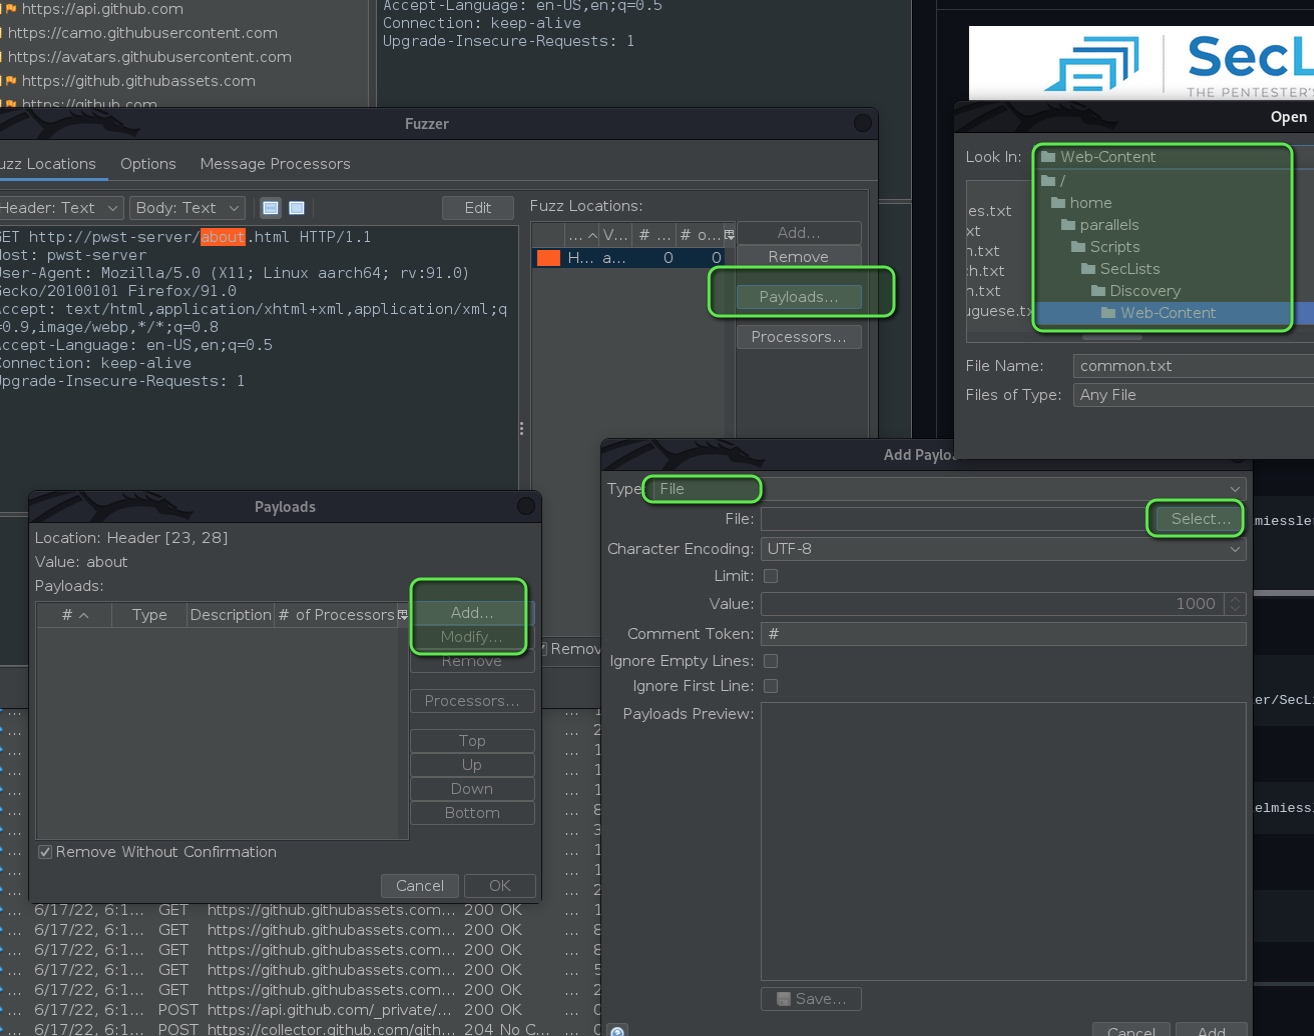 https://api.github.com
https://camo.githubusercontent.com
https://avatars.githubusercontent.com
https://github.githubassets.com
https://github.com
Accept-Language: en-US,en;q=0.5
Connection: keep-alive
Upgrade-Insecure-Requests: 1
SecL
THE PENTESTER'S
Fuzzer
uzz Locations Options Message Processors
Header: Text Body: Text Edit
GET http://pwst-server/about.html HTTP/1.1
Host: pwst-server
User-Agent: Mozilla/5.0 (X11; Linux aarch64; rv:91.0)
Gecko/20100101 Firefox/91.0
Accept: text/html,application/xhtml+xml,application/xml;q
=0.9,image/webp,*/*;q=0.8
Accept-Language: en-US,en;q=0.5
Connection: keep-alive
Upgrade-Insecure-Requests: 1
Fuzz Locations:
... V... # ... # o...
H... a... 0 0
Add...
Remove
Payloads...
Processors...
Remov
Open
Look In: Web-Content
/
home
parallels
Scripts
SecLists
Discovery
Web-Content
es.txt
xt
n.txt
h.txt
n.txt
uguese.tx
File Name: common.txt
Files of Type: Any File
Payloads
Location: Header [23, 28]
Value: about
Payloads:
# Type Description # of Processors
Add...
Modify...
Remove
Processors...
Top
Up
Down
Bottom
Remove Without Confirmation
Cancel OK
Add Payloa
Type File
File: Select...
Character Encoding: UTF-8
Limit:
Value: 1000
Comment Token: #
Ignore Empty Lines:
Ignore First Line:
Payloads Preview:
Save...
Cancel Add
miessler
er/SecLi
elmiessl
... 6/17/22, 6:1... GET https://github.githubassets.com... 200 OK ... 1
... 6/17/22, 6:1... GET https://github.githubassets.com... 200 OK ... 8
... 6/17/22, 6:1... GET https://github.githubassets.com... 200 OK ... 8
... 6/17/22, 6:1... GET https://github.githubassets.com... 200 OK ... 5
... 6/17/22, 6:1... GET https://github.githubassets.com... 200 OK ... 2
... 6/17/22, 6:1... POST https://api.github.com/_private/... 200 OK ... 0
... 6/17/22, 6:1... POST https://collector.github.com/gith... 204 No C... ... 0